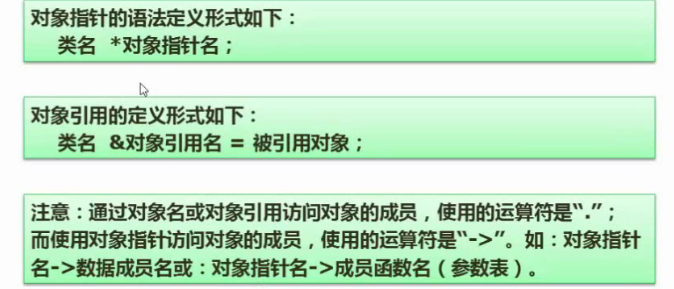 对象指针的语法定义形式如下：
类名 *对象指针名；
对象引用的定义形式如下：
类名 &对象引用名 = 被引用对象；
注意：通过对象名或对象引用访问对象的成员，使用的运算符是“.”；
而使用对象指针访问对象的成员，使用的运算符是“->”。如：对象指针
名->数据成员名或：对象指针名->成员函数名（参数表）。